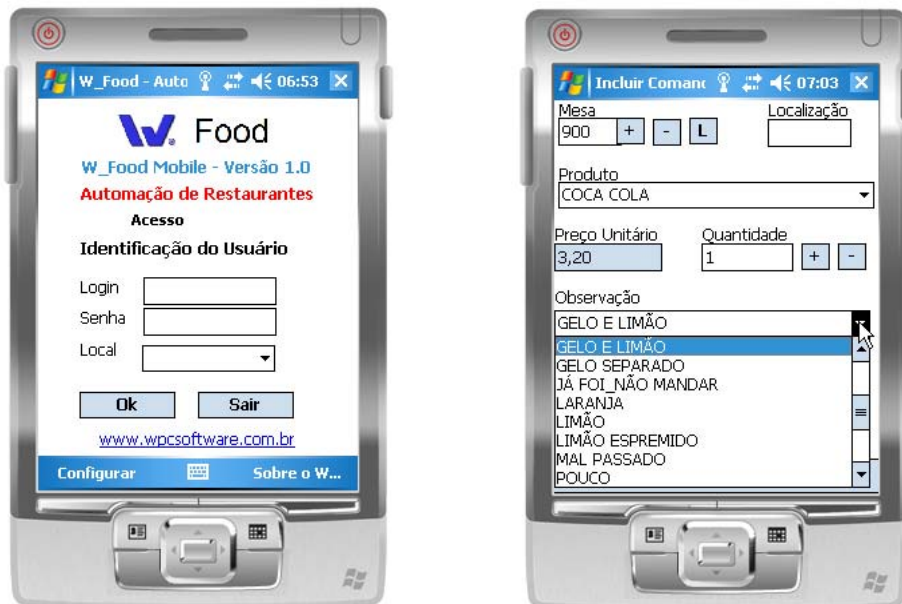 W_Food - Auto 06:53
W. Food
W_Food Mobile - Versão 1.0
Automação de Restaurantes
Acesso
Identificação do Usuário
Login
Senha
Local
Ok Sair
www.wpcsoftware.com.br
Configurar Sobre o W...
Incluir Comanc 07:03
Mesa Localização
900 + - L
Produto
COCA COLA
Preço Unitário Quantidade
3,20 1 + -
Observação
GELO E LIMÃO
GELO E LIMÃO
GELO SEPARADO
JÁ FOI_NÃO MANDAR
LARANJA
LIMÃO
LIMÃO ESPREMIDO
MAL PASSADO
POUCO